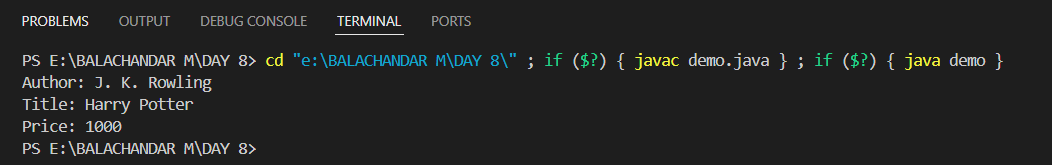 PROBLEMS OUTPUT DEBUG CONSOLE TERMINAL PORTS
PS E:\BALACHANDAR M\DAY 8> cd "e:\BALACHANDAR M\DAY 8\" ; if ($?) { javac demo.java } ; if ($?) { java demo }
Author: J. K. Rowling
Title: Harry Potter
Price: 1000
PS E:\BALACHANDAR M\DAY 8>